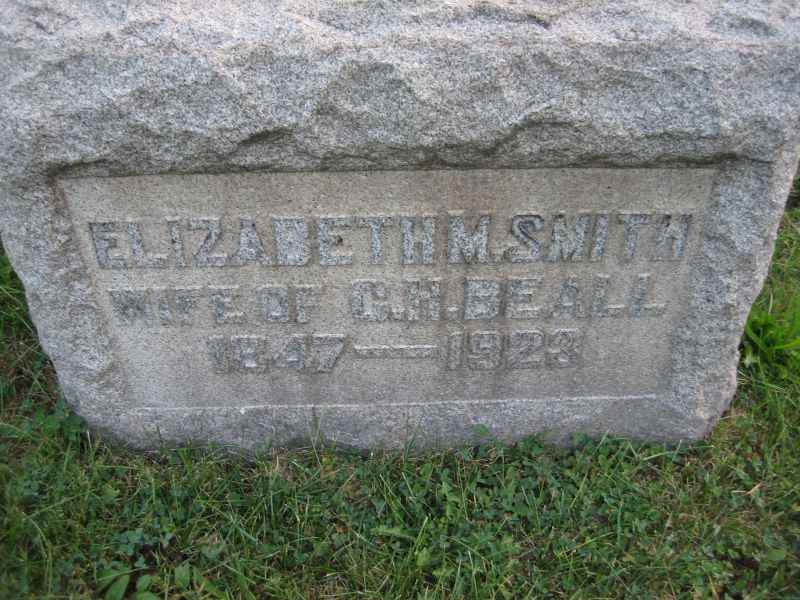 ELIZABETH M. SMITH
WIFE OF C.H. BEALL
1847—1923